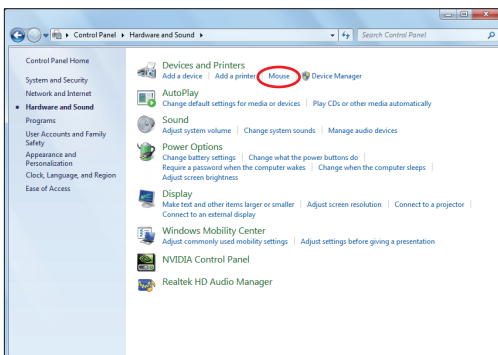 Control Panel ▸ Hardware and Sound ▸
Search Control Panel
Control Panel Home
System and Security
Network and Internet
Hardware and Sound
Programs
User Accounts and Family
Safety
Appearance and
Personalization
Clock, Language, and Region
Ease of Access
Devices and Printers
Add a device | Add a printer | Mouse | Device Manager
AutoPlay
Change default settings for media or devices | Play CDs or other media automatically
Sound
Adjust system volume | Change system sounds | Manage audio devices
Power Options
Change battery settings | Change what the power buttons do |
Require a password when the computer wakes | Change when the computer sleeps |
Adjust screen brightness
Display
Make text and other items larger or smaller | Adjust screen resolution | Connect to a projector |
Connect to an external display
Windows Mobility Center
Adjust commonly used mobility settings | Adjust settings before giving a presentation
NVIDIA Control Panel
Realtek HD Audio Manager